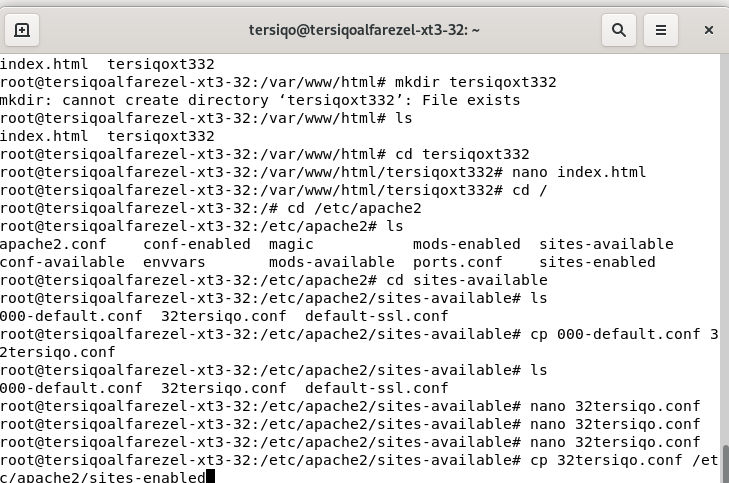 tersiqo@tersiqoalfarezel-xt3-32: ~
index.html  tersiqoxt332
root@tersiqoalfarezel-xt3-32:/var/www/html# mkdir tersiqoxt332
mkdir: cannot create directory ‘tersiqoxt332’: File exists
root@tersiqoalfarezel-xt3-32:/var/www/html# ls
index.html  tersiqoxt332
root@tersiqoalfarezel-xt3-32:/var/www/html# cd tersiqoxt332
root@tersiqoalfarezel-xt3-32:/var/www/html/tersiqoxt332# nano index.html
root@tersiqoalfarezel-xt3-32:/var/www/html/tersiqoxt332# cd /
root@tersiqoalfarezel-xt3-32:/# cd /etc/apache2
root@tersiqoalfarezel-xt3-32:/etc/apache2# ls
apache2.conf    conf-enabled  magic           mods-enabled  sites-available
conf-available  envvars       mods-available  ports.conf    sites-enabled
root@tersiqoalfarezel-xt3-32:/etc/apache2# cd sites-available
root@tersiqoalfarezel-xt3-32:/etc/apache2/sites-available# ls
000-default.conf  32tersiqo.conf  default-ssl.conf
root@tersiqoalfarezel-xt3-32:/etc/apache2/sites-available# cp 000-default.conf 3
2tersiqo.conf
root@tersiqoalfarezel-xt3-32:/etc/apache2/sites-available# ls
000-default.conf  32tersiqo.conf  default-ssl.conf
root@tersiqoalfarezel-xt3-32:/etc/apache2/sites-available# nano 32tersiqo.conf
root@tersiqoalfarezel-xt3-32:/etc/apache2/sites-available# nano 32tersiqo.conf
root@tersiqoalfarezel-xt3-32:/etc/apache2/sites-available# nano 32tersiqo.conf
root@tersiqoalfarezel-xt3-32:/etc/apache2/sites-available# cp 32tersiqo.conf /et
c/apache2/sites-enabled